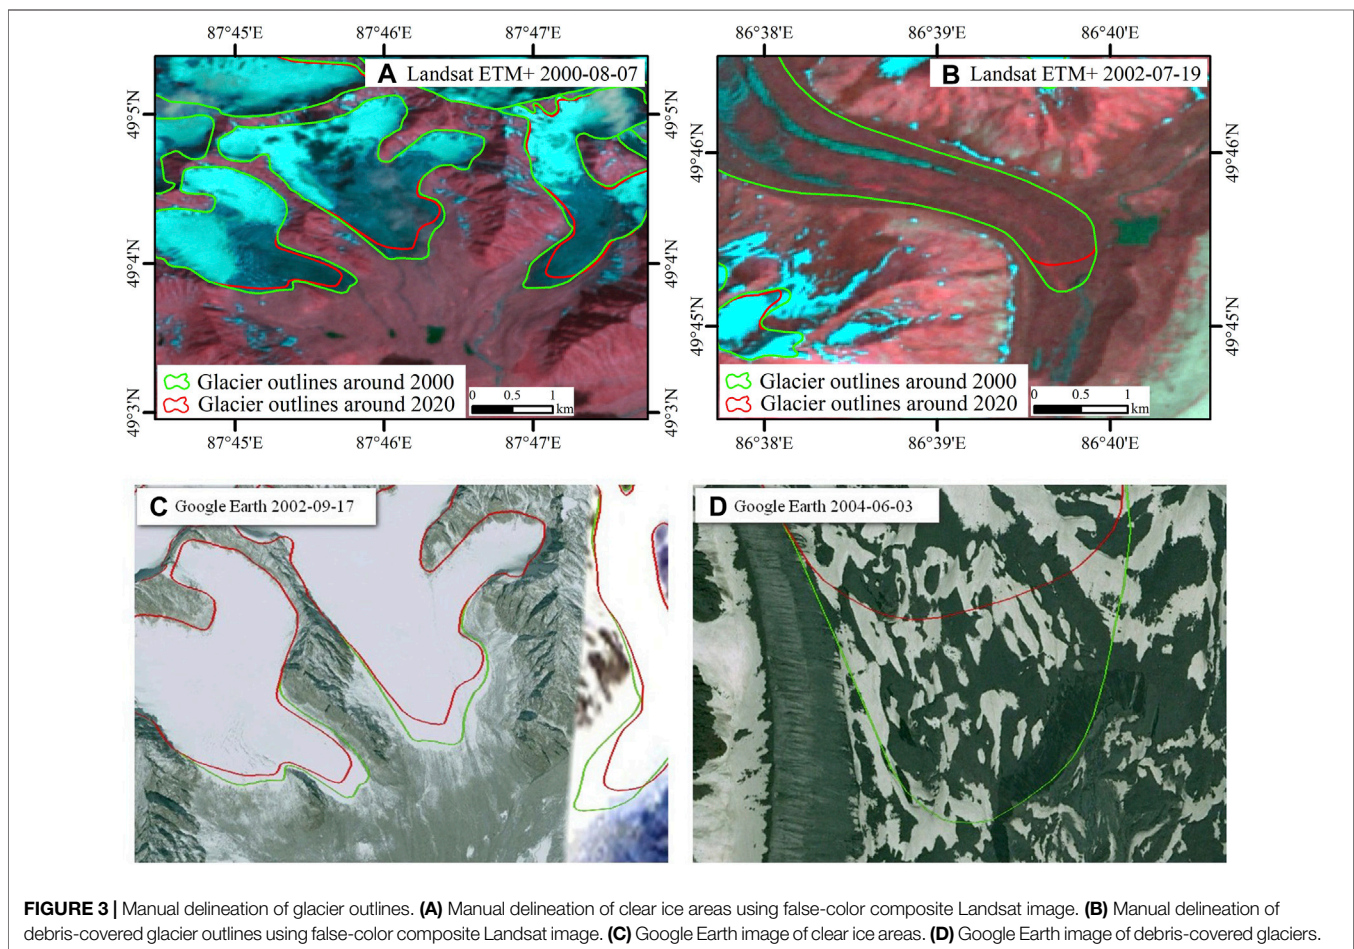 87°45'E 87°46'E 87°47'E
86°38'E 86°39'E 86°40'E
A Landsat ETM+ 2000-08-07
B Landsat ETM+ 2002-07-19
49°5'N 49°5'N
49°4'N 49°4'N
49°3'N 49°3'N
49°46'N 49°46'N
49°45'N 49°45'N
Glacier outlines around 2000
Glacier outlines around 2020
0 0.5 1
km
Glacier outlines around 2000
Glacier outlines around 2020
0 0.5 1
km
87°45'E 87°46'E 87°47'E
86°38'E 86°39'E 86°40'E
C Google Earth 2002-09-17
D Google Earth 2004-06-03
FIGURE 3 | Manual delineation of glacier outlines. (A) Manual delineation of clear ice areas using false-color composite Landsat image. (B) Manual delineation of
debris-covered glacier outlines using false-color composite Landsat image. (C) Google Earth image of clear ice areas. (D) Google Earth image of debris-covered glaciers.